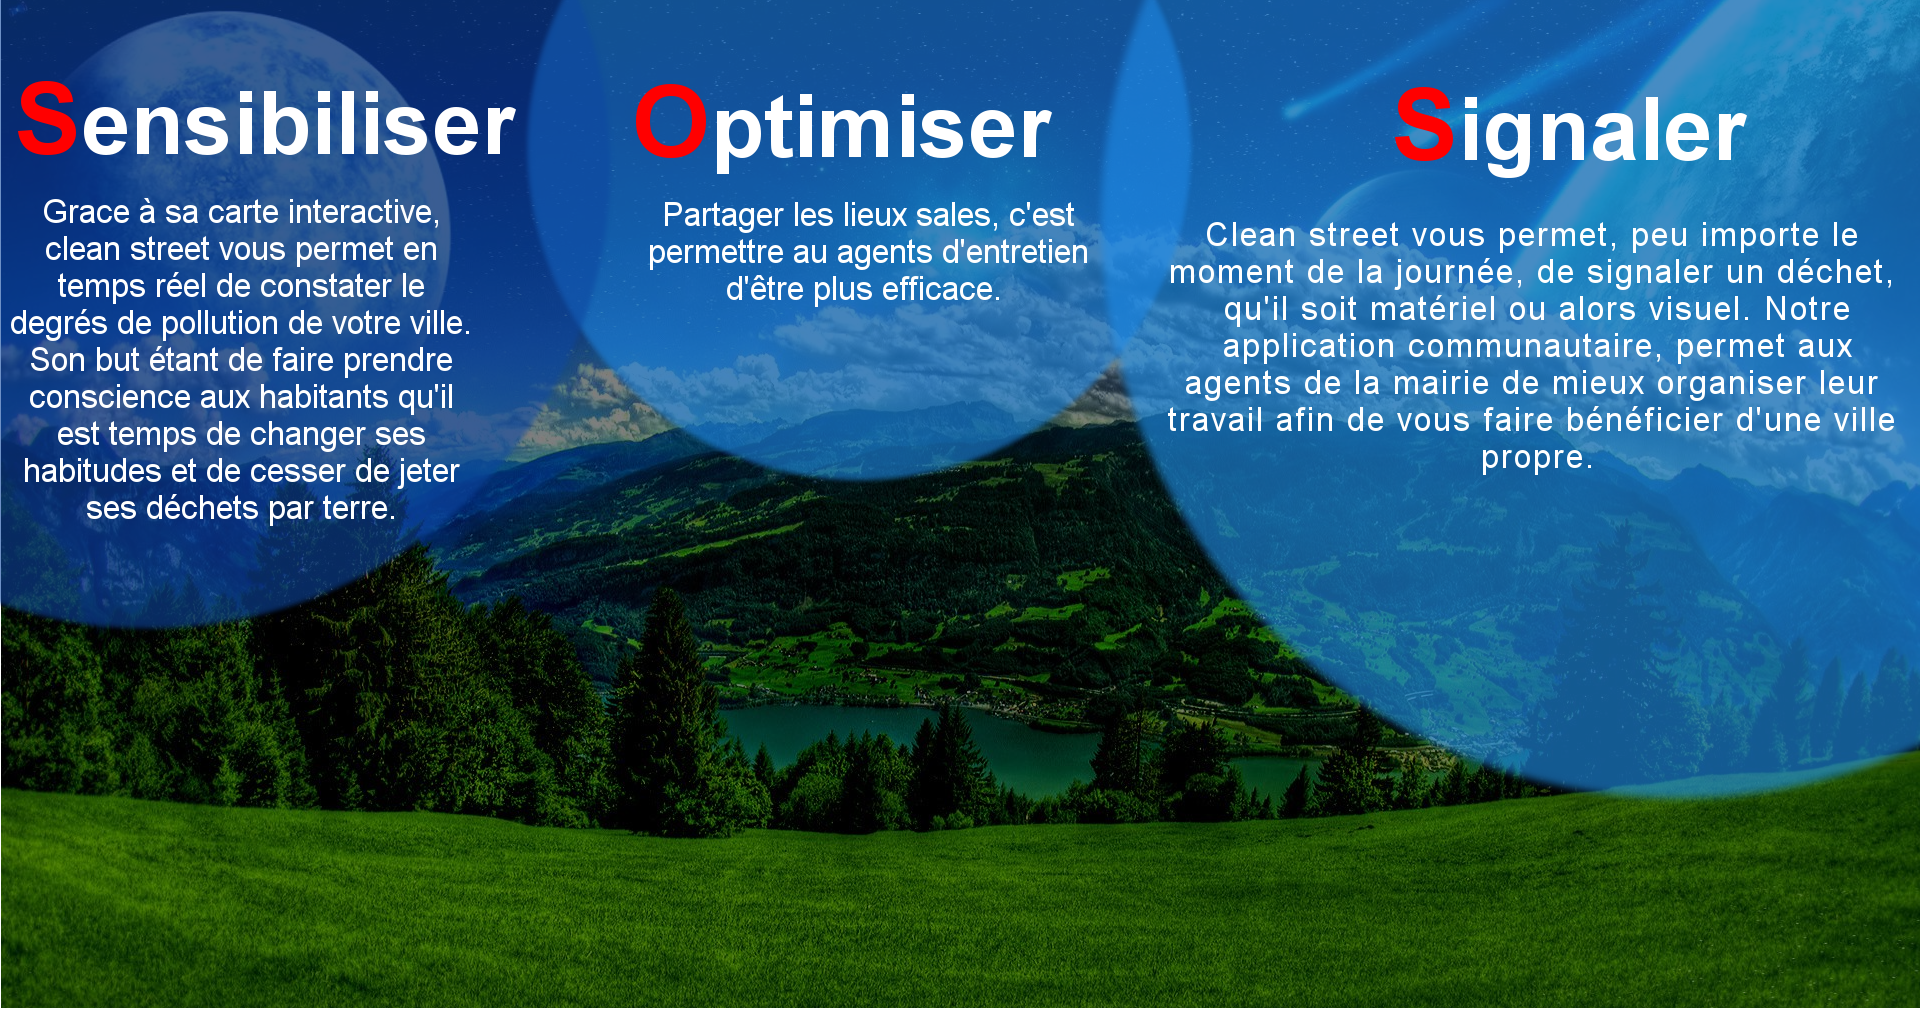 Sensibiliser
Grace à sa carte interactive,
clean street vous permet en
temps réel de constater le
degrés de pollution de votre ville.
Son but étant de faire prendre
conscience aux habitants qu'il
est temps de changer ses
habitudes et de cesser de jeter
ses déchets par terre.
Optimiser
Partager les lieux sales, c'est
permettre au agents d'entretien
d'être plus efficace.
Signaler
Clean street vous permet, peu importe le
moment de la journée, de signaler un déchet,
qu'il soit matériel ou alors visuel. Notre
application communautaire, permet aux
agents de la mairie de mieux organiser leur
travail afin de vous faire bénéficier d'une ville
propre.